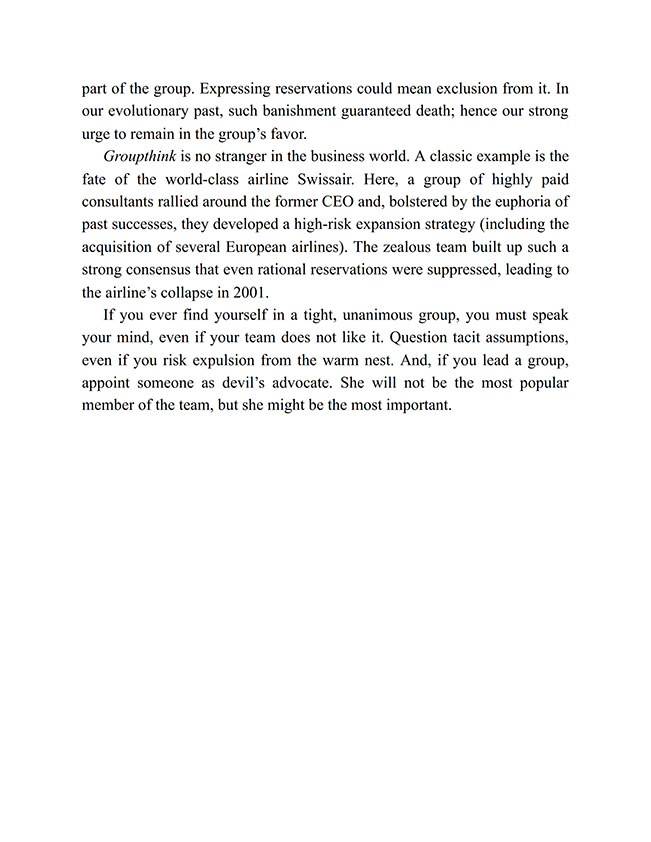 part of the group. Expressing reservations could mean exclusion from it. In
our evolutionary past, such banishment guaranteed death; hence our strong
urge to remain in the group’s favor.
Groupthink is no stranger in the business world. A classic example is the
fate of the world-class airline Swissair. Here, a group of highly paid
consultants rallied around the former CEO and, bolstered by the euphoria of
past successes, they developed a high-risk expansion strategy (including the
acquisition of several European airlines). The zealous team built up such a
strong consensus that even rational reservations were suppressed, leading to
the airline’s collapse in 2001.
If you ever find yourself in a tight, unanimous group, you must speak
your mind, even if your team does not like it. Question tacit assumptions,
even if you risk expulsion from the warm nest. And, if you lead a group,
appoint someone as devil’s advocate. She will not be the most popular
member of the team, but she might be the most important.